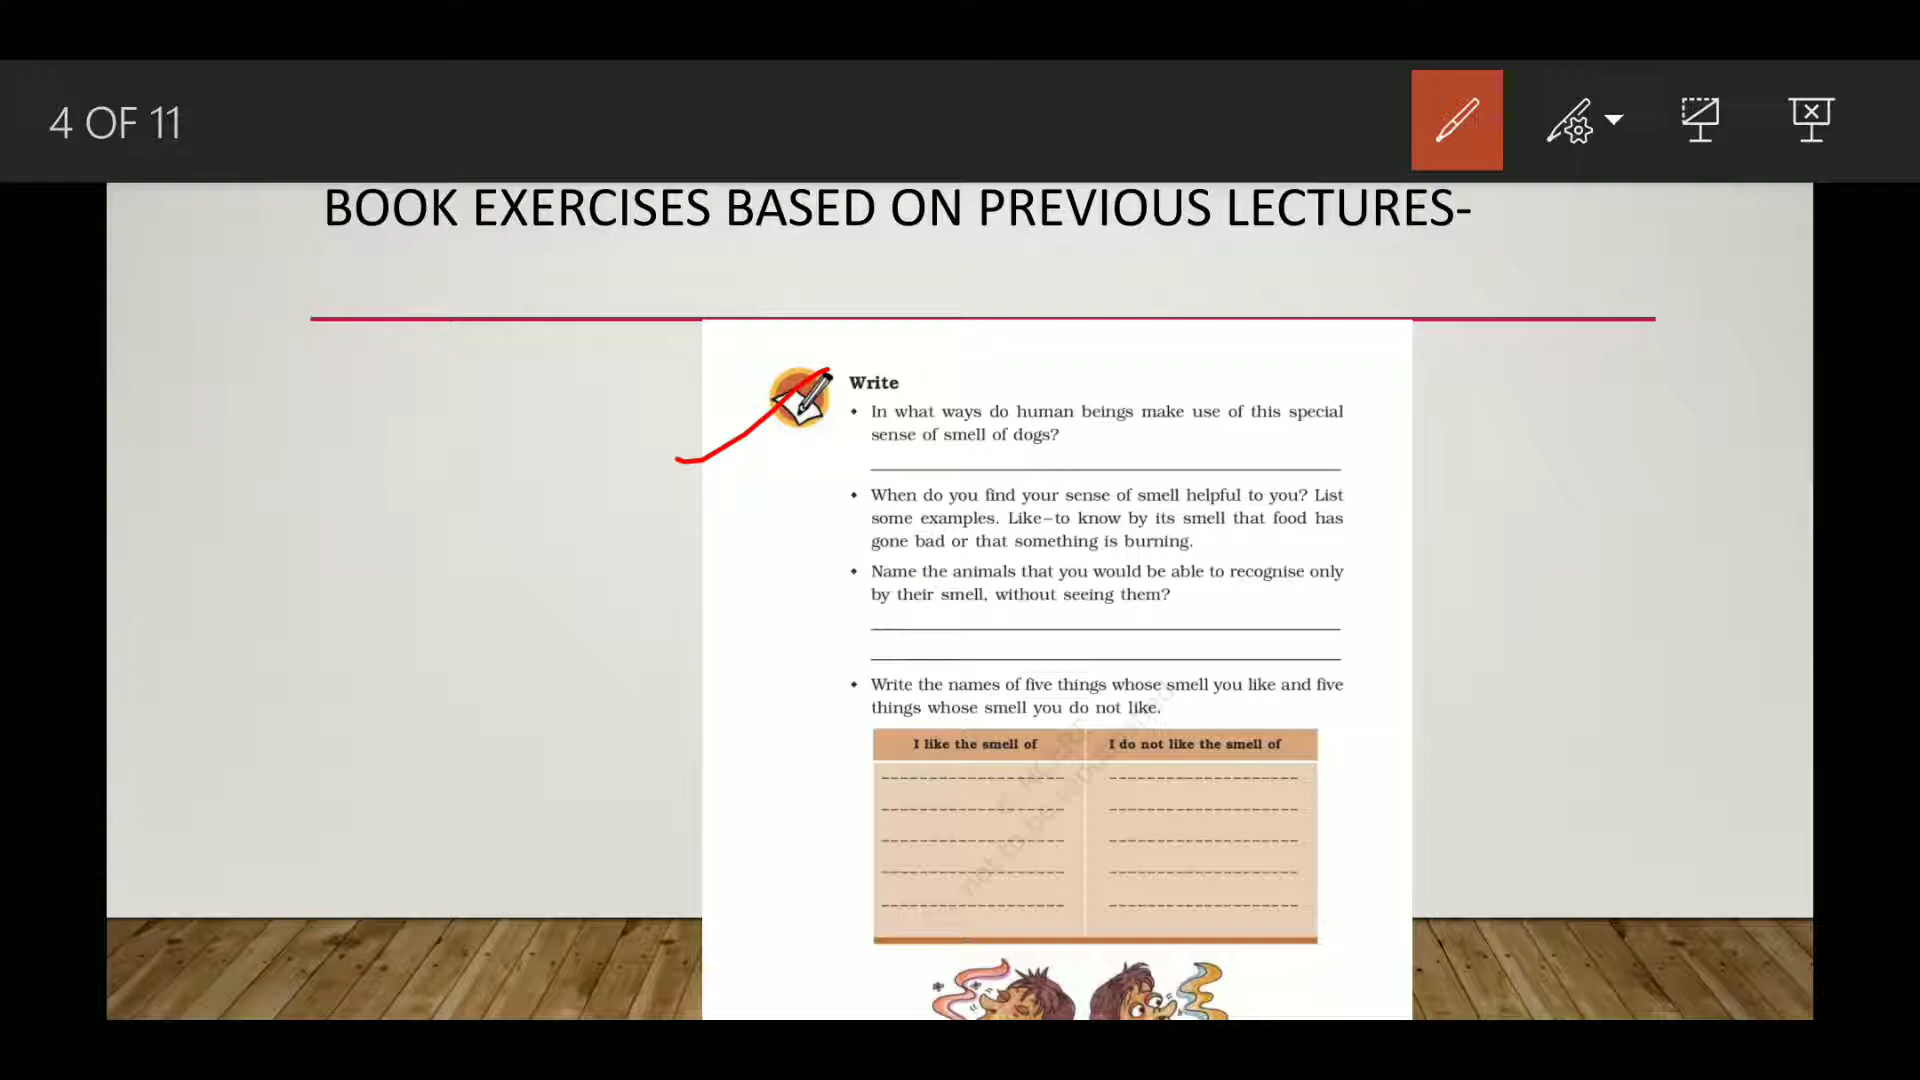 4 OF 11
BOOK EXERCISES BASED ON PREVIOUS LECTURES-
Write
• In what ways do human beings make use of this special
sense of smell of dogs?
• When do you find your sense of smell helpful to you? List
some examples. Like–to know by its smell that food has
gone bad or that something is burning.
• Name the animals that you would be able to recognise only
by their smell, without seeing them?
• Write the names of five things whose smell you like and five
things whose smell you do not like.
I like the smell of
I do not like the smell of
not to be